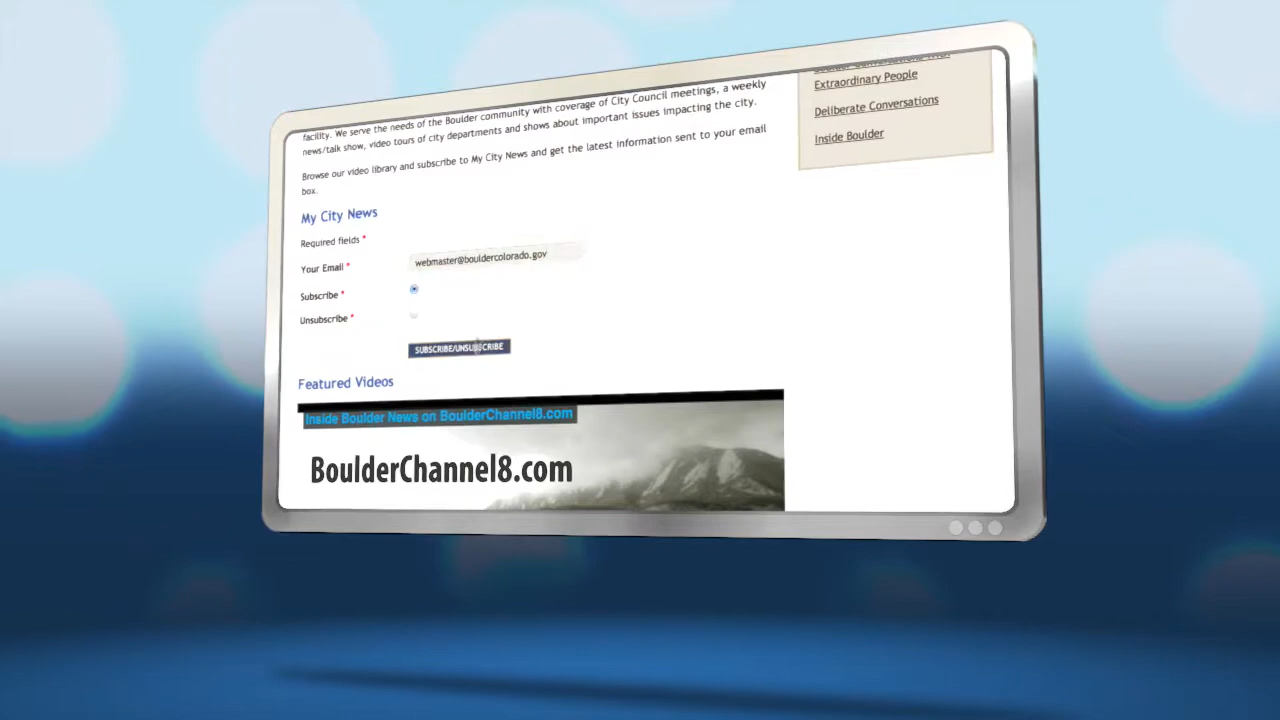 facility. We serve the needs of the Boulder community with coverage of City Council meetings, a weekly
news/talk show, video tours of city departments and shows about important issues impacting the city.
Browse our video library and subscribe to My City News and get the latest information sent to your email
box.
My City News
Required fields *
Your Email * webmaster@bouldercolorado.gov
Subscribe *
Unsubscribe *
SUBSCRIBE/UNSUBSCRIBE
Featured Videos
Inside Boulder News on BoulderChannel8.com
BoulderChannel8.com
Extraordinary People
Deliberate Conversations
Inside Boulder